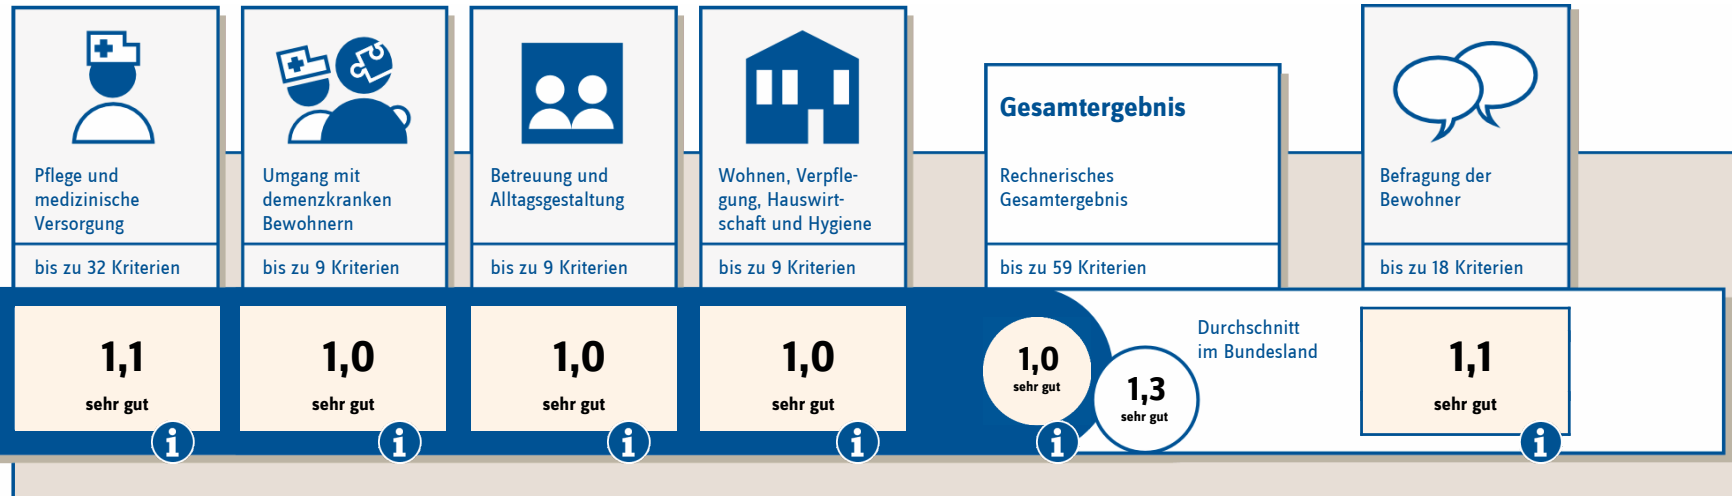 Pflege und
medizinische
Versorgung
bis zu 32 Kriterien
1,1
sehr gut
i
Umgang mit
demenzkranken
Bewohnern
bis zu 9 Kriterien
1,0
sehr gut
i
Betreuung und
Alltagsgestaltung
bis zu 9 Kriterien
1,0
sehr gut
i
Wohnen, Verpfle-
gung, Hauswirt-
schaft und Hygiene
bis zu 9 Kriterien
1,0
sehr gut
i
Gesamtergebnis
Rechnerisches
Gesamtergebnis
bis zu 59 Kriterien
1,0
sehr gut
i
1,3
sehr gut
Durchschnitt
im Bundesland
Befragung der
Bewohner
bis zu 18 Kriterien
1,1
sehr gut
i